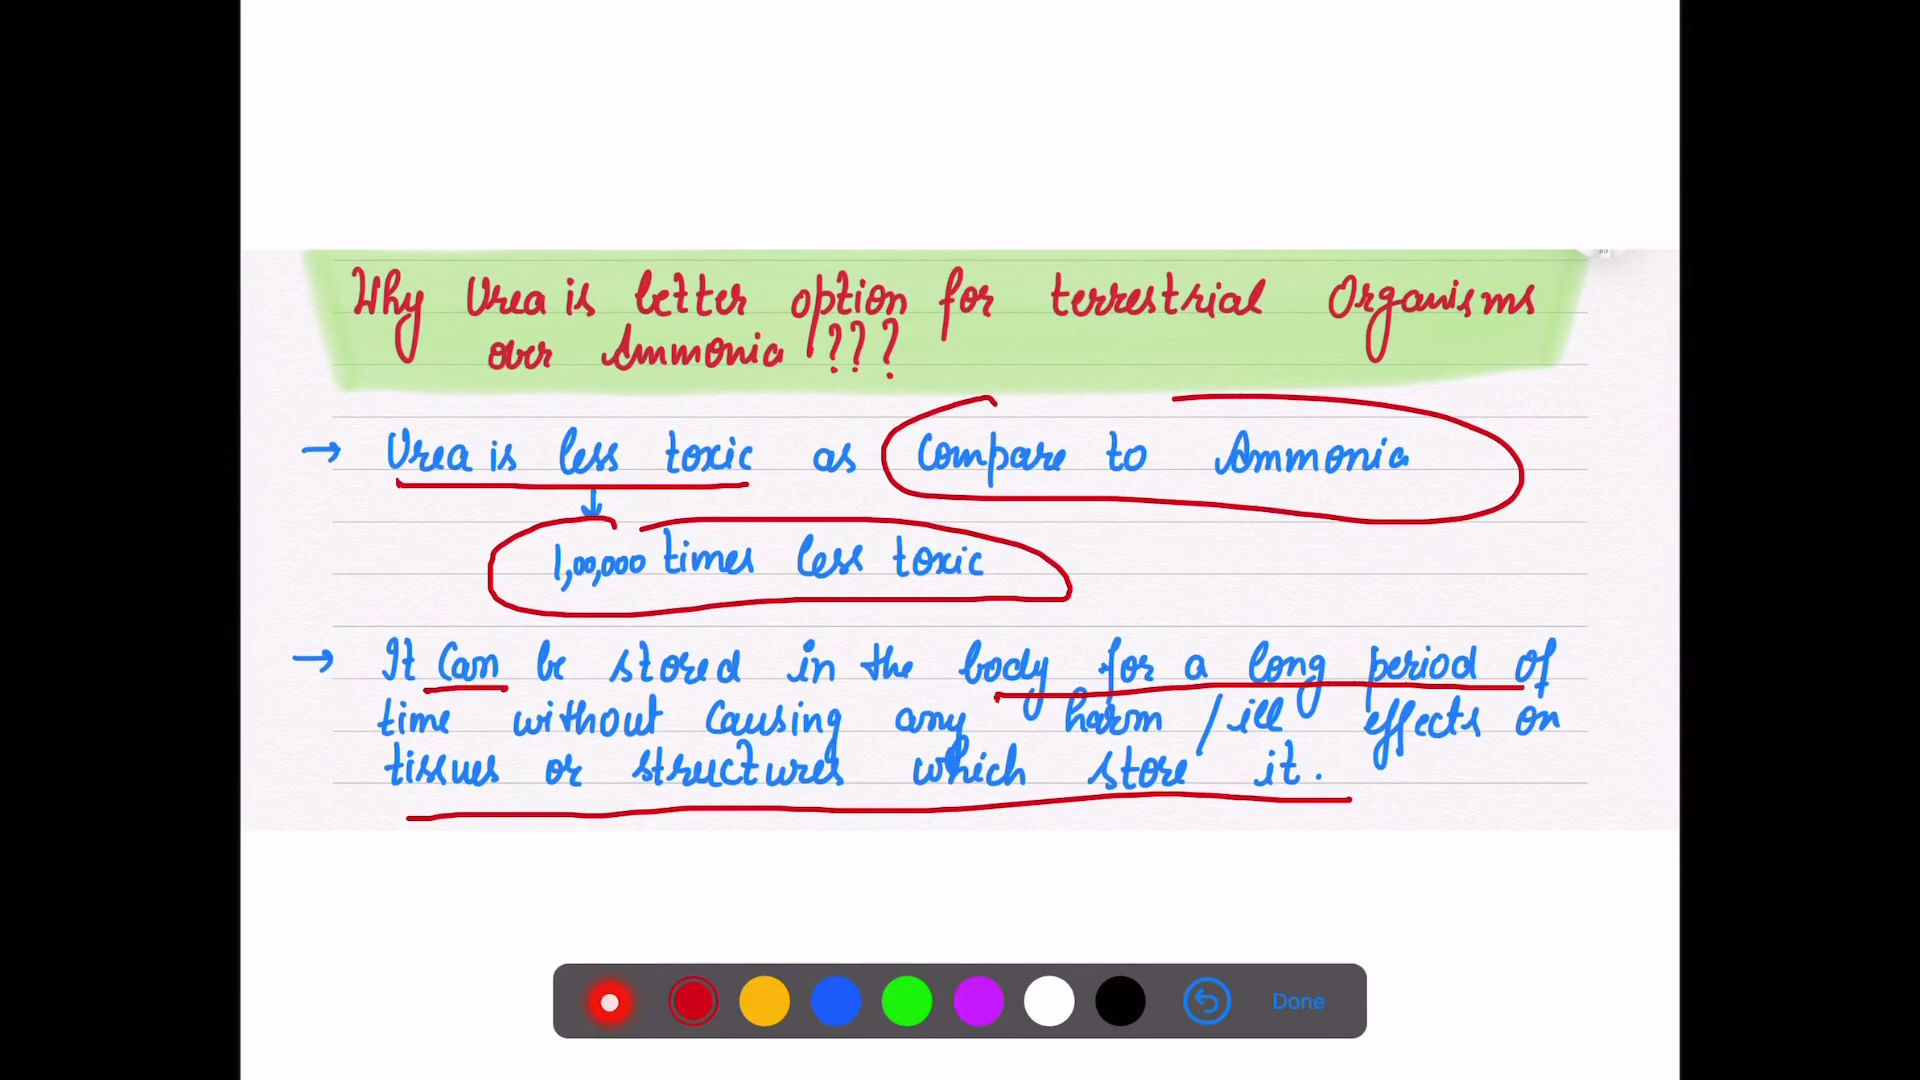 Why Urea is better option for terrestrial Organisms
over Ammonia ???
→ Urea is less toxic as Compare to Ammonia
↓
1,00,000 times less toxic
→ It Can be stored in the body for a long period of
time without causing any harm / ill effects on
tissues or structures which store it.
Done